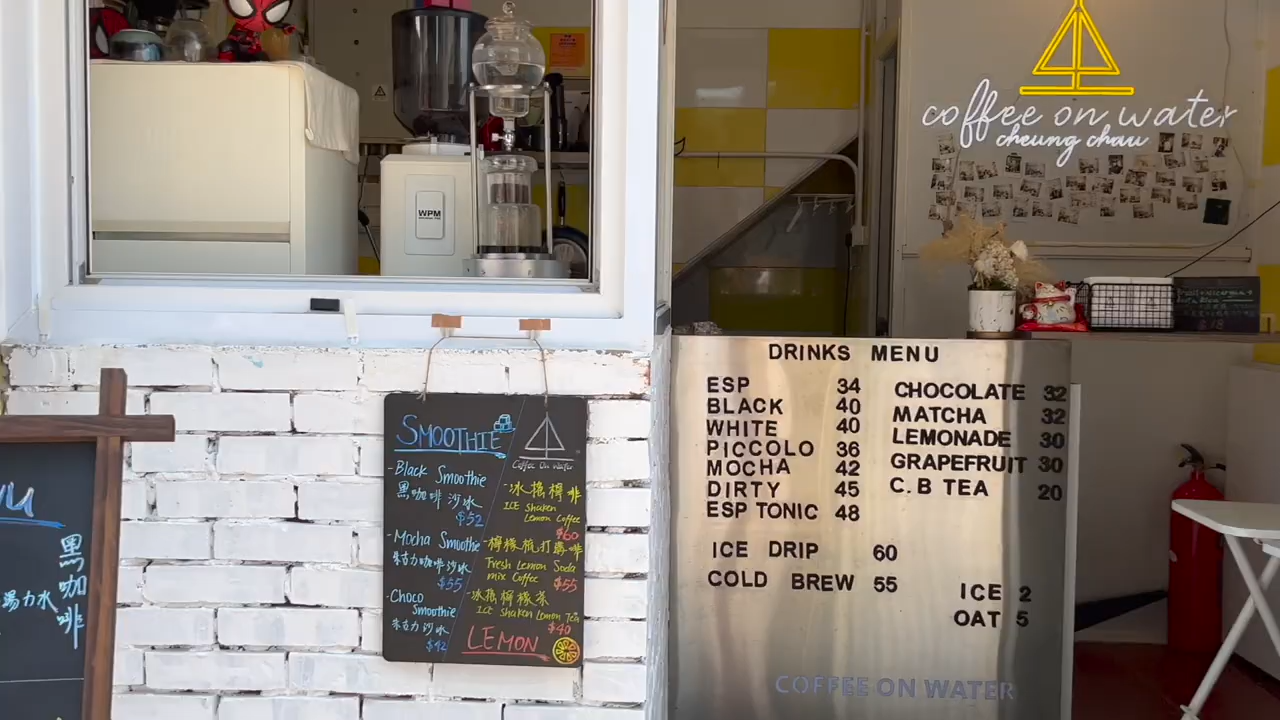 WPM
coffee on water
cheung chau
DRINKS MENU
ESP 34
BLACK 40
WHITE 40
PICCOLO 36
MOCHA 42
DIRTY 45
ESP TONIC 48
CHOCOLATE 32
MATCHA 32
LEMONADE 30
GRAPEFRUIT 30
C.B TEA 20
ICE DRIP 60
COLD BREW 55
ICE 2
OAT 5
COFFEE ON WATER
SMOOTHIE
-Black Smoothie
黑咖啡沙冰
$52
-Mocha Smoothie
朱古力咖啡沙冰
$55
-Choco
Smoothie
朱古力沙冰
$42
Coffee On Water
-冰搖檸啡
ICE Shaken
Lemon Coffee
$60
-檸檬梳打啡
Fresh Lemon Soda
mix Coffee
$55
-冰搖檸檬茶
Ice Shaken Lemon Tea
$40
LEMON
黑咖啡